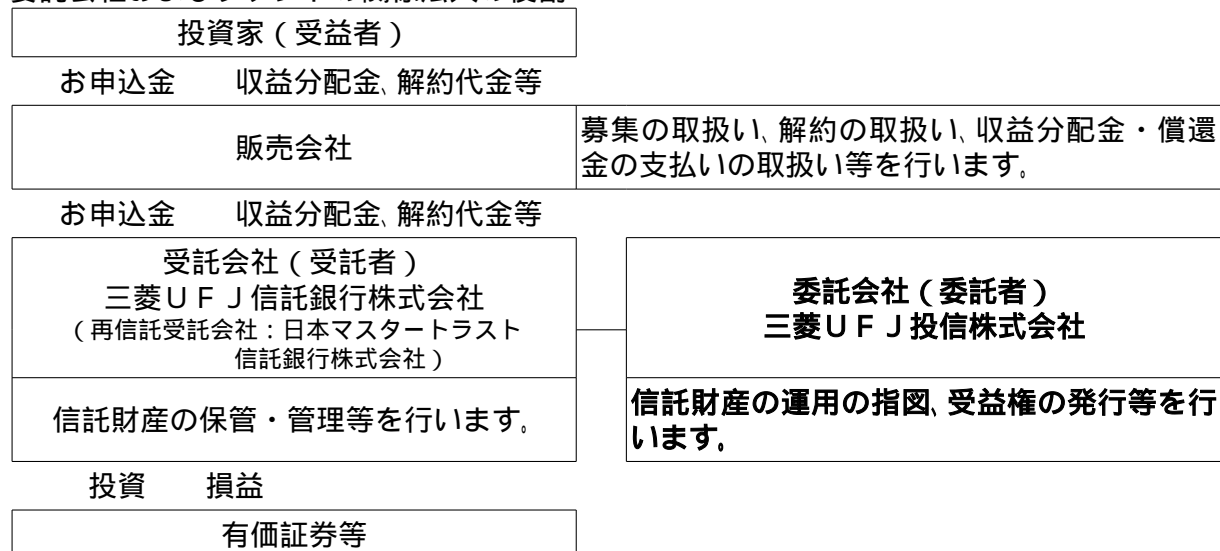 投資家（受益者）
お申込金　　収益分配金、解約代金等
販売会社
募集の取扱い、解約の取扱い、収益分配金・償還
金の支払いの取扱い等を行います。
お申込金　　収益分配金、解約代金等
受託会社（受託者）
三菱ＵＦＪ信託銀行株式会社
（再信託受託会社：日本マスタートラスト
信託銀行株式会社）
委託会社（委託者）
三菱ＵＦＪ投信株式会社
信託財産の保管・管理等を行います。
信託財産の運用の指図、受益権の発行等を行
います。
投資　　損益
有価証券等